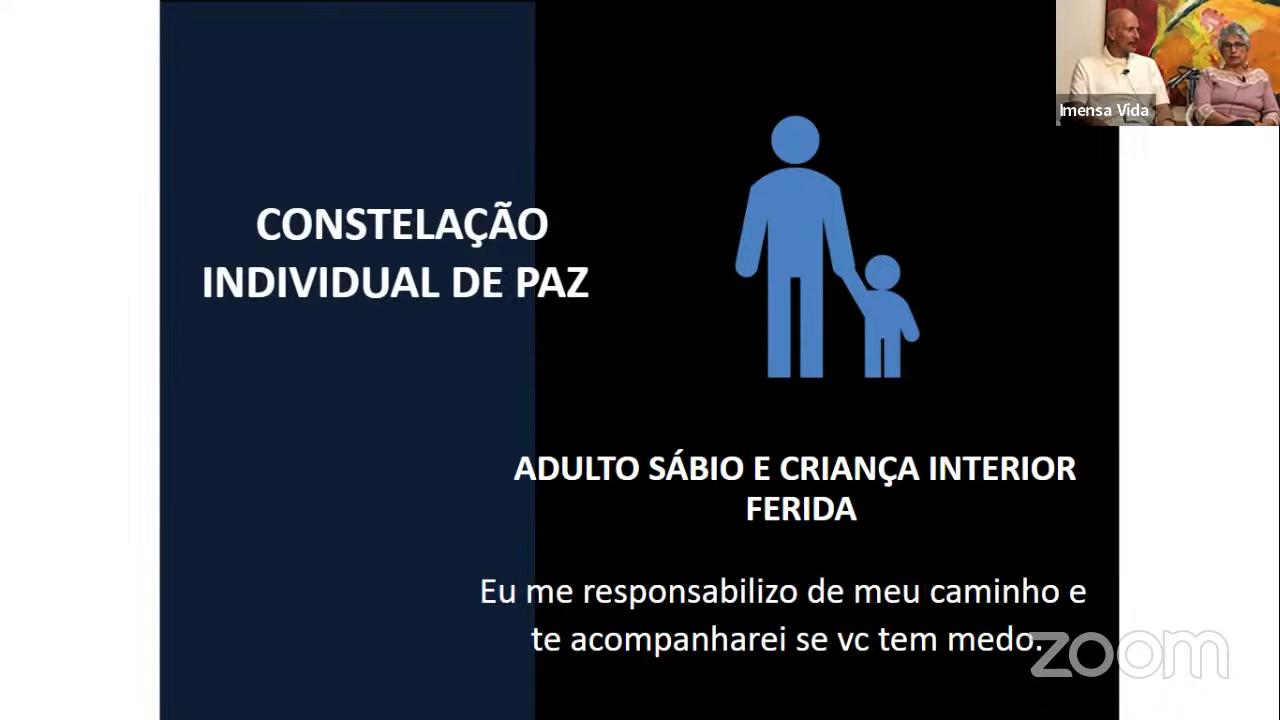 Imensa Vida
CONSTELAÇÃO
INDIVIDUAL DE PAZ
ADULTO SÁBIO E CRIANÇA INTERIOR
FERIDA
Eu me responsabilizo de meu caminho e
te acompanharei se vc tem medo.
zoom